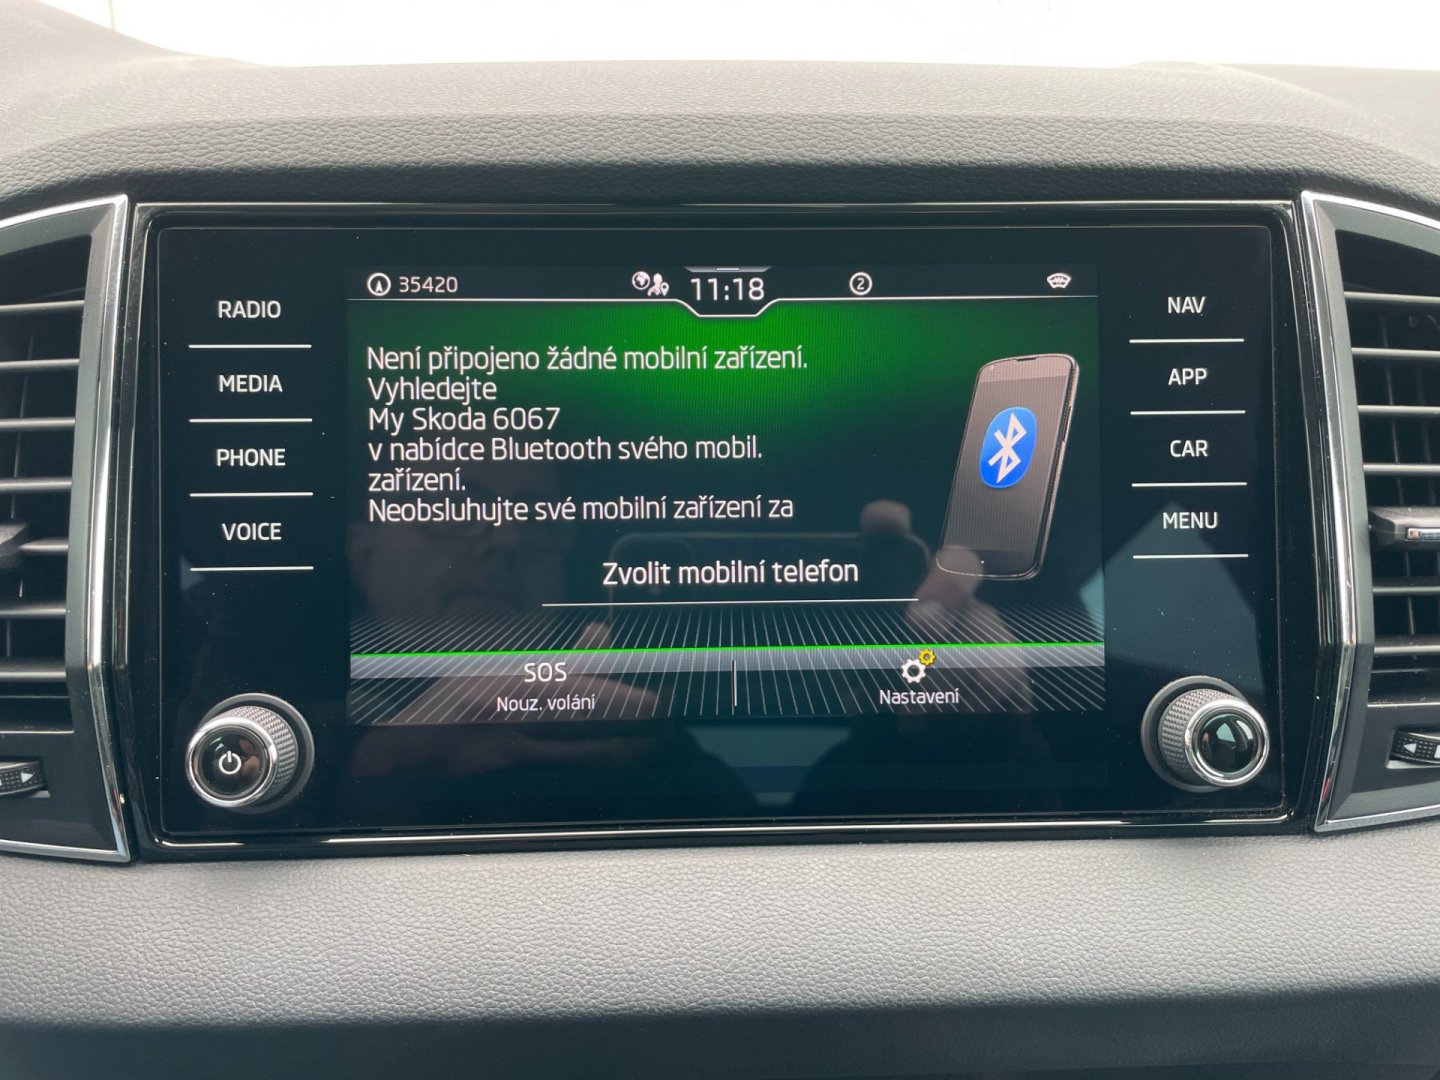 35420
11:18
2
RADIO
MEDIA
PHONE
VOICE
Není připojeno žádné mobilní zařízení.
Vyhledejte
My Skoda 6067
v nabídce Bluetooth svého mobil.
zařízení.
Neobsluhujte své mobilní zařízení za
Zvolit mobilní telefon
SOS
Nouz. volání
Nastavení
NAV
APP
CAR
MENU